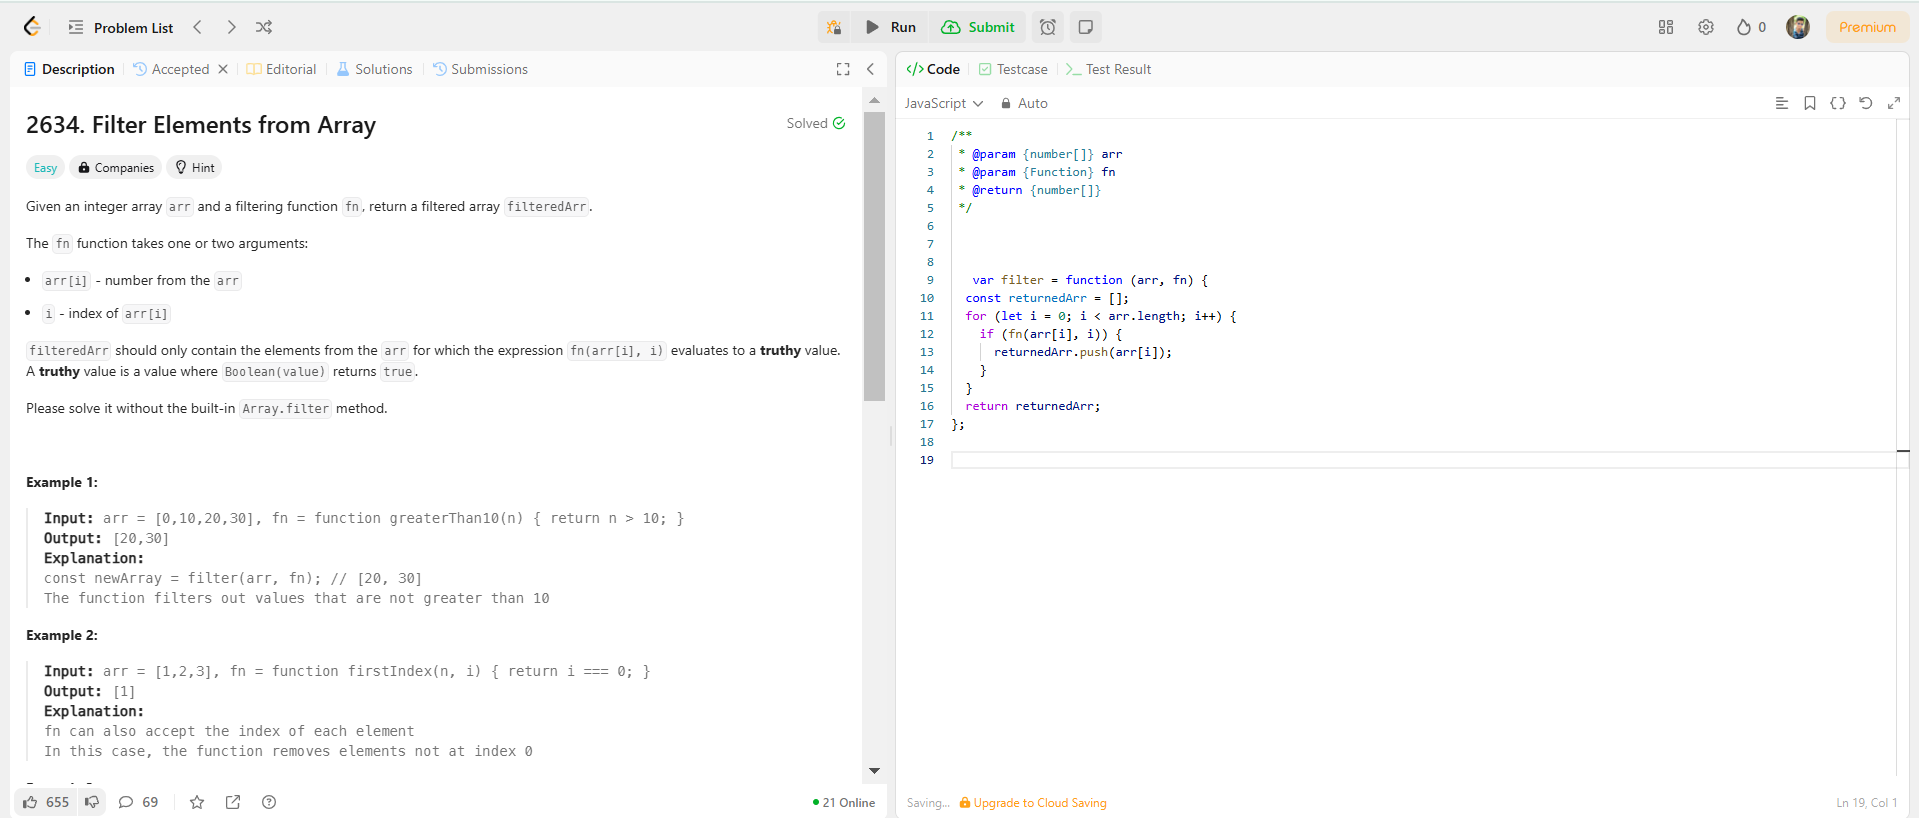 Problem List
Run
Submit
0
Premium
Description
Accepted
Editorial
Solutions
Submissions
2634. Filter Elements from Array
Solved
Easy
Companies
Hint
Given an integer array arr and a filtering function fn, return a filtered array filteredArr.
The fn function takes one or two arguments:
• arr[i] - number from the arr
• i - index of arr[i]
filteredArr should only contain the elements from the arr for which the expression fn(arr[i], i) evaluates to a truthy value.
A truthy value is a value where Boolean(value) returns true.
Please solve it without the built-in Array.filter method.
Example 1:
Input: arr = [0,10,20,30], fn = function greaterThan10(n) { return n > 10; }
Output: [20,30]
Explanation:
const newArray = filter(arr, fn); // [20, 30]
The function filters out values that are not greater than 10
Example 2:
Input: arr = [1,2,3], fn = function firstIndex(n, i) { return i === 0; }
Output: [1]
Explanation:
fn can also accept the index of each element
In this case, the function removes elements not at index 0
655
69
21 Online
Code
Testcase
Test Result
JavaScript
Auto
1 /**
2 * @param {number[]} arr
3 * @param {Function} fn
4 * @return {number[]}
5 */
6
7
8
9 var filter = function (arr, fn) {
10 const returnedArr = [];
11 for (let i = 0; i < arr.length; i++) {
12 if (fn(arr[i], i)) {
13 returnedArr.push(arr[i]);
14 }
15 }
16 return returnedArr;
17 };
18
19
Saving...
Upgrade to Cloud Saving
Ln 19, Col 1